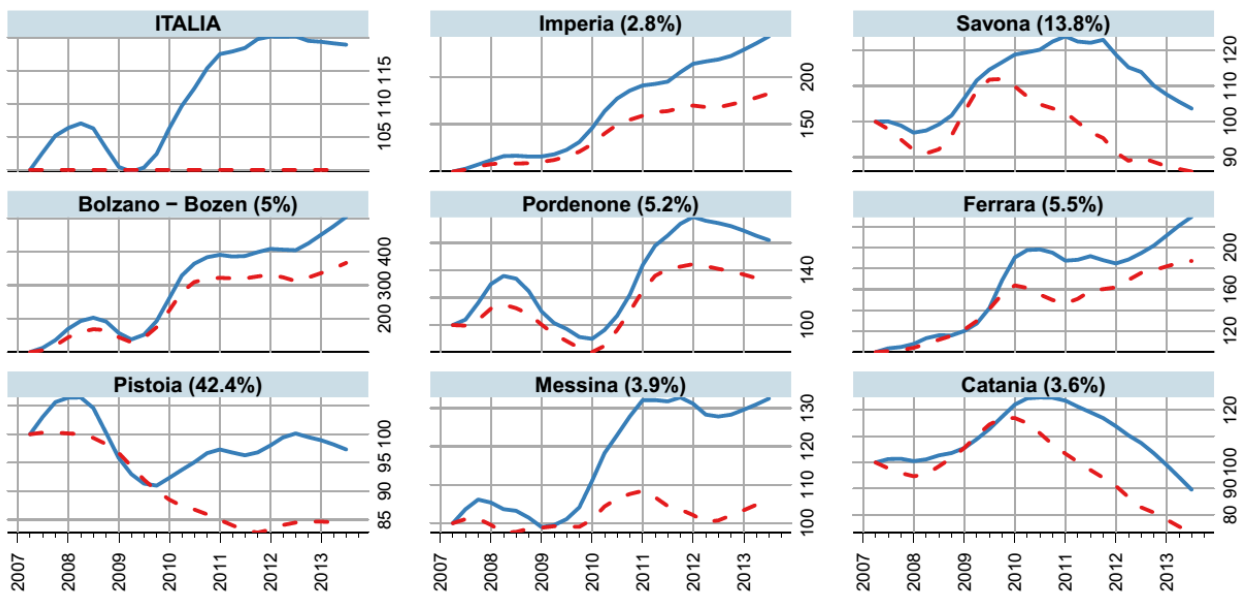 ITALIA
105 110 115
Imperia (2.8%)
150 200
Savona (13.8%)
90 100 110 120
Bolzano − Bozen (5%)
200 300 400
Pordenone (5.2%)
100 140
Ferrara (5.5%)
120 160 200
Pistoia (42.4%)
85 90 95 100
2007 2008 2009 2010 2011 2012 2013
Messina (3.9%)
100 110 120 130
2007 2008 2009 2010 2011 2012 2013
Catania (3.6%)
80 90 100 120
2007 2008 2009 2010 2011 2012 2013